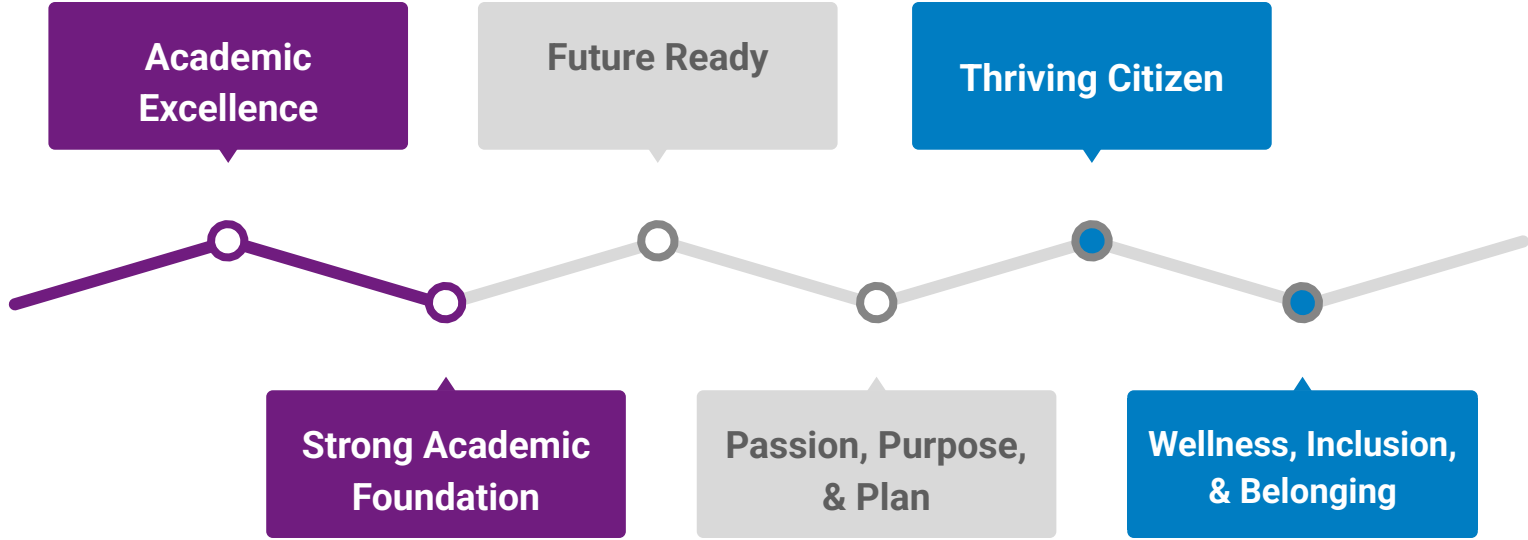 Academic
Excellence
Future Ready
Thriving Citizen
Strong Academic
Foundation
Passion, Purpose,
& Plan
Wellness, Inclusion,
& Belonging